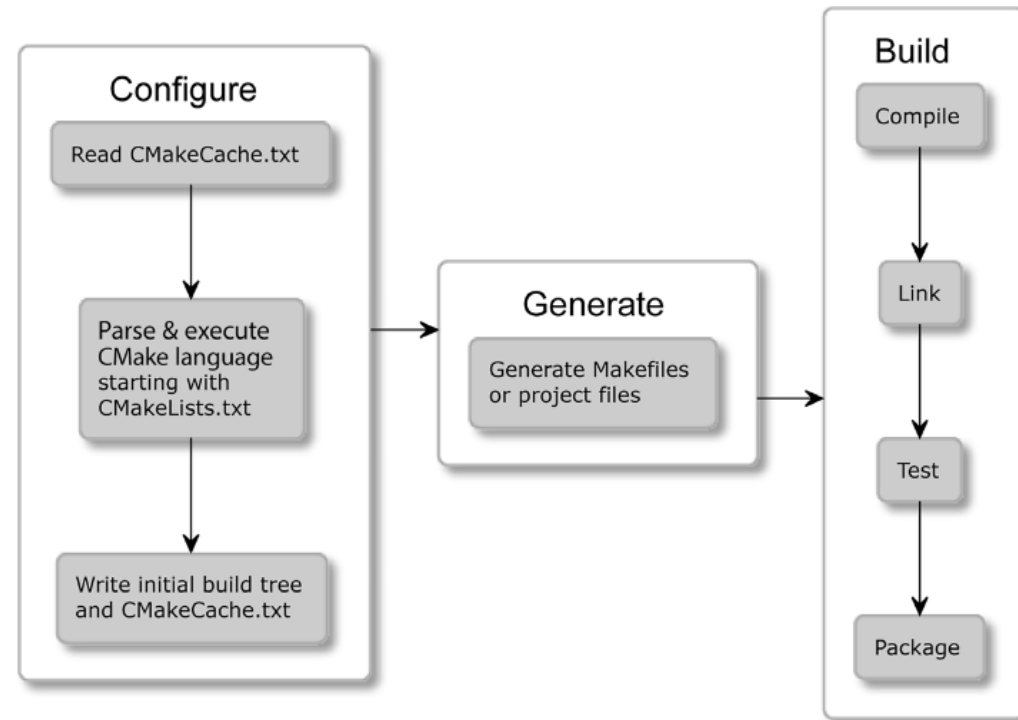 Configure
Read CMakeCache.txt
Parse & execute
CMake language
starting with
CMakeLists.txt
Write initial build tree
and CMakeCache.txt
Generate
Generate Makefiles
or project files
Build
Compile
Link
Test
Package